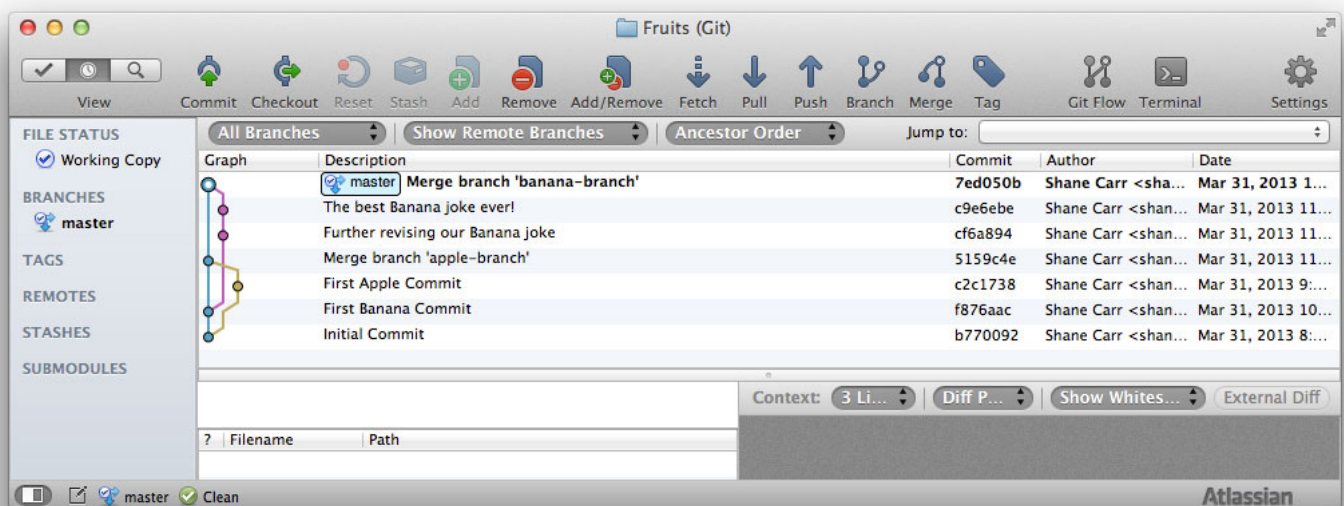 Fruits (Git)
View Commit Checkout Reset Stash Add Remove Add/Remove Fetch Pull Push Branch Merge Tag Git Flow Terminal Settings
FILE STATUS
Working Copy
BRANCHES
master
TAGS
REMOTES
STASHES
SUBMODULES
All Branches Show Remote Branches Ancestor Order Jump to:
Graph Description Commit Author Date
master Merge branch 'banana-branch' 7ed050b Shane Carr <sha... Mar 31, 2013 1...
The best Banana joke ever! c9e6ebe Shane Carr <shan... Mar 31, 2013 11...
Further revising our Banana joke cf6a894 Shane Carr <shan... Mar 31, 2013 11...
Merge branch 'apple-branch' 5159c4e Shane Carr <shan... Mar 31, 2013 11...
First Apple Commit c2c1738 Shane Carr <shan... Mar 31, 2013 9:...
First Banana Commit f876aac Shane Carr <shan... Mar 31, 2013 10...
Initial Commit b770092 Shane Carr <shan... Mar 31, 2013 8:...
Context: 3 Li... Diff P... Show Whites... External Diff
? Filename Path
master Clean
Atlassian